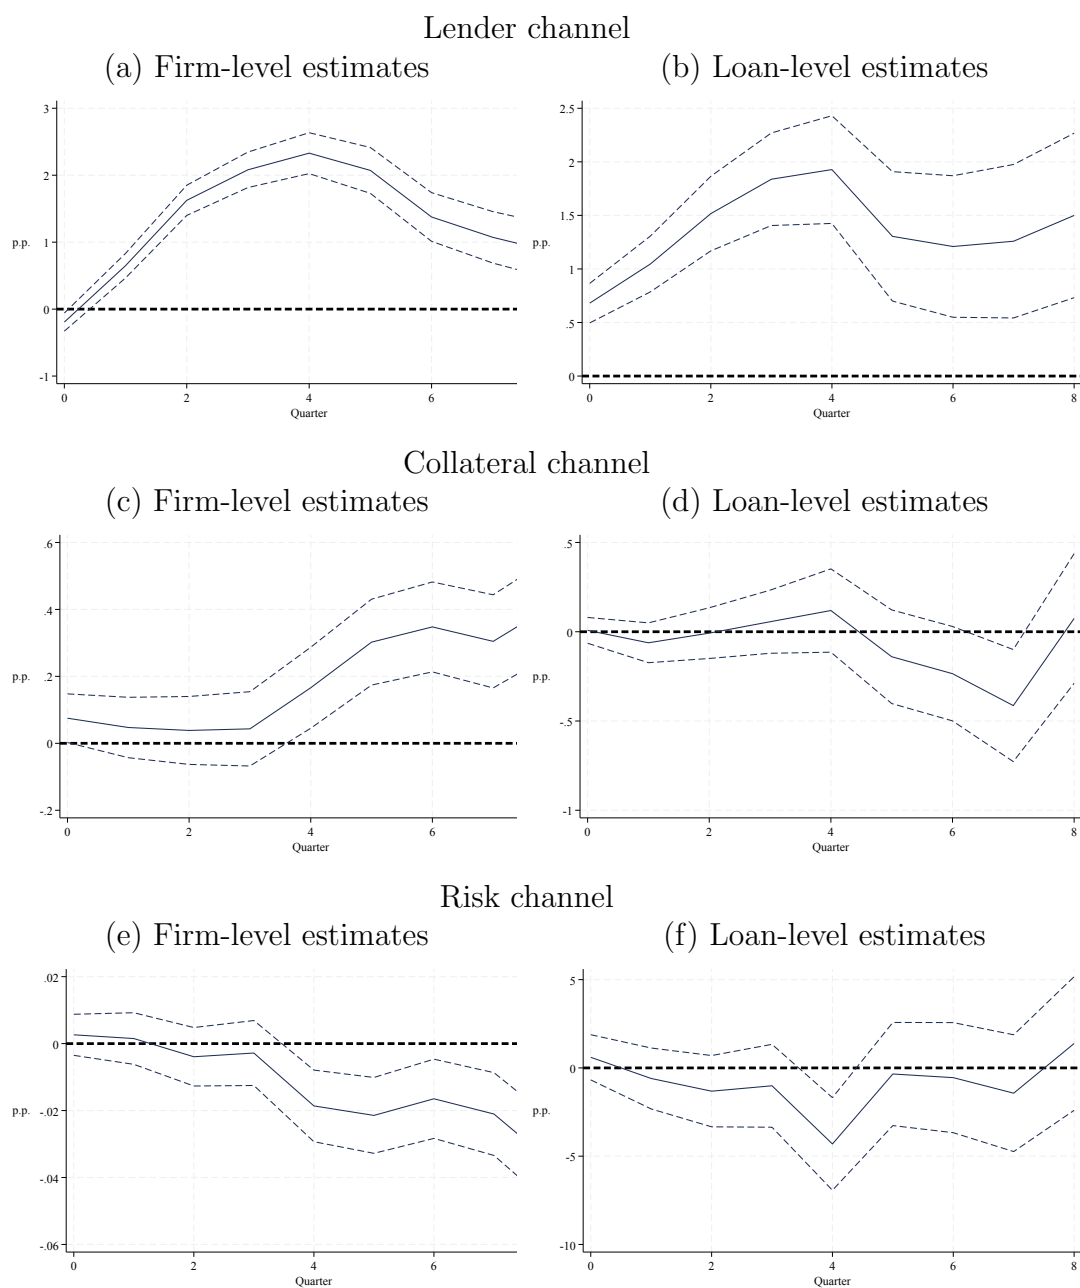 Lender channel
(a) Firm-level estimates
(b) Loan-level estimates
3
2
1
0
-1
p.p.
0
2
4
6
Quarter
2.5
2
1.5
1
.5
0
p.p.
0
2
4
6
8
Quarter
Collateral channel
(c) Firm-level estimates
(d) Loan-level estimates
.6
.4
.2
0
-.2
p.p.
0
2
4
6
Quarter
.5
0
-.5
-1
p.p.
0
2
4
6
8
Quarter
Risk channel
(e) Firm-level estimates
(f) Loan-level estimates
.02
0
-.02
-.04
-.06
p.p.
0
2
4
6
Quarter
5
0
-5
-10
p.p.
0
2
4
6
8
Quarter